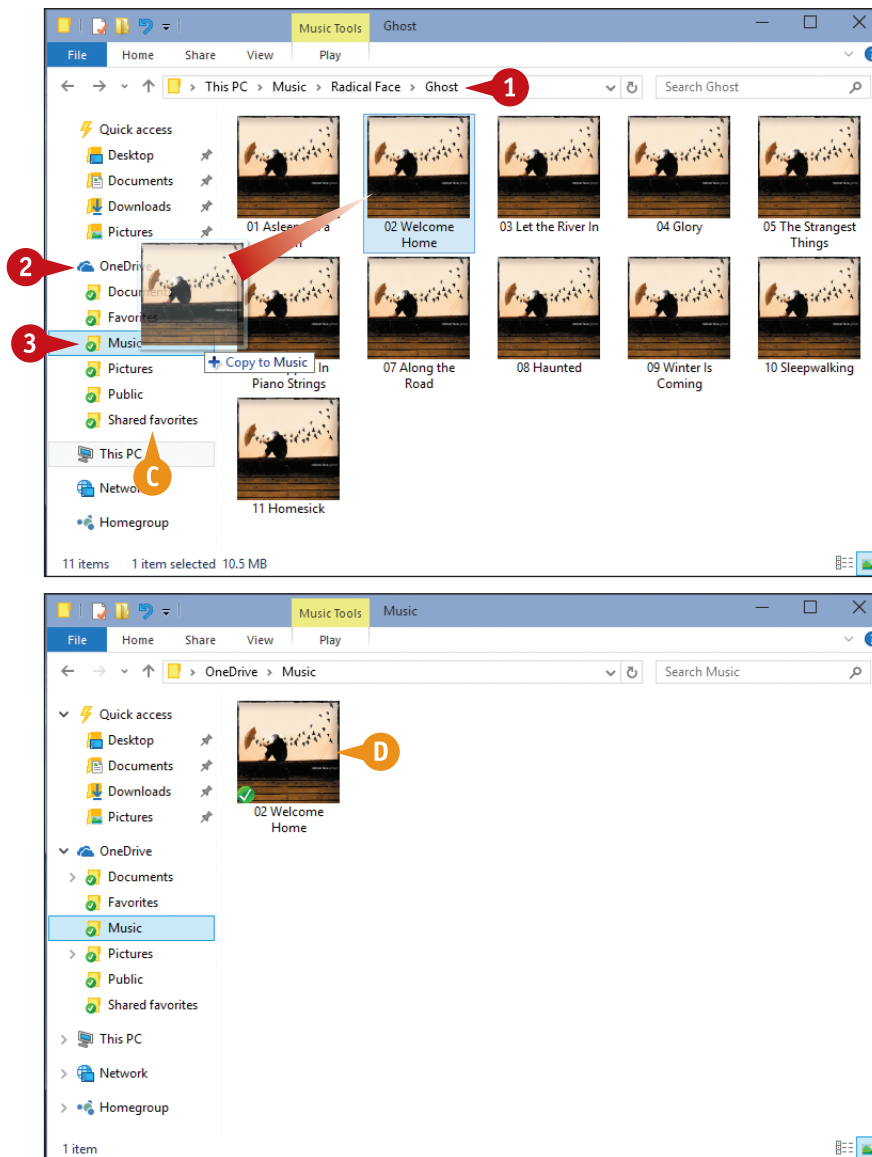 Music Tools Ghost
File Home Share View Play
This PC Music Radical Face Ghost
1
Search Ghost
Quick access
Desktop
Documents
Downloads
Pictures
2
OneDrive
Favorites
3
Music
Pictures
Public
Shared favorites
C
This PC
Homegroup
02 Welcome
Home
03 Let the River In
04 Glory
05 The Strangest
Things
Copy to Music
In
Piano Strings
07 Along the
Road
08 Haunted
09 Winter Is
Coming
10 Sleepwalking
11 Homesick
11 items 1 item selected 10.5 MB
Music Tools Music
File Home Share View Play
OneDrive Music
Search Music
Quick access
Desktop
Documents
Downloads
Pictures
OneDrive
Documents
Favorites
Music
Pictures
Public
Shared favorites
This PC
Network
Homegroup
D
02 Welcome
Home
1 item